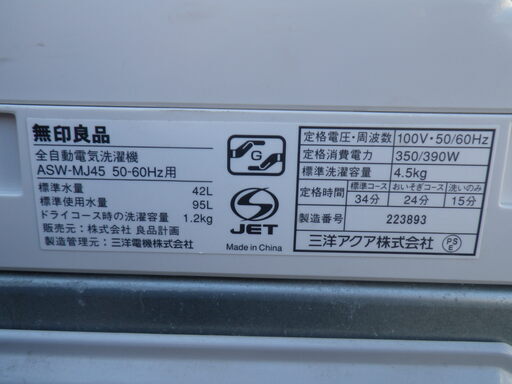 無印良品
全自動電気洗濯機
ASW-MJ45 50-60Hz用
標準水量 42L
標準使用水量 95L
ドライコース時の洗濯容量 1.2kg
販売元：株式会社 良品計画
製造管理元：三洋電機株式会社
G
S
JET
Made in China
定格電圧・周波数 100V・50/60Hz
定格消費電力 350/390W
標準洗濯容量 4.5kg
定格時間 標準コース おいそぎコース 洗いのみ
34分 24分 15分
製造番号 223893
三洋アクア株式会社
PS
E